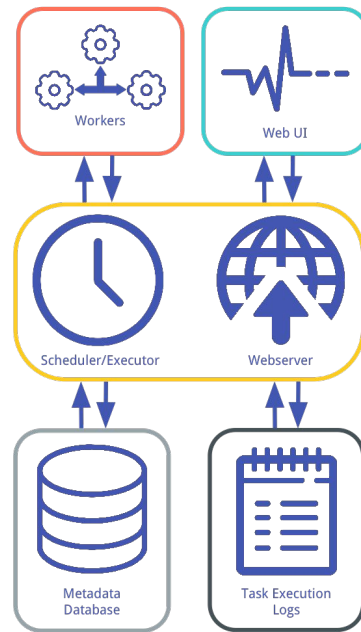 Workers
Web UI
Scheduler/Executor
Webserver
Metadata
Database
Task Execution
Logs